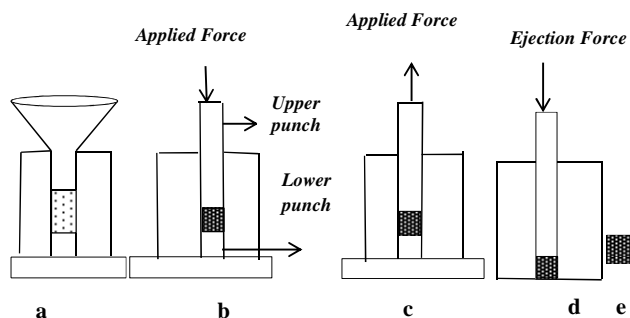 Applied Force
Applied Force
Ejection Force
Upper
punch
Lower
punch
a
b
c
d
e